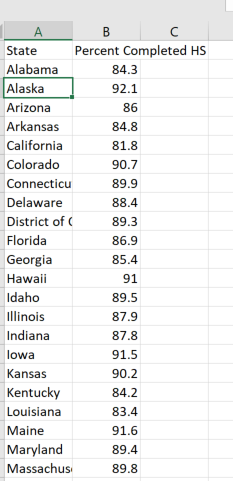 A B C
State Percent Completed HS
Alabama 84.3
Alaska 92.1
Arizona 86
Arkansas 84.8
California 81.8
Colorado 90.7
Connecticu 89.9
Delaware 88.4
District of 89.3
Florida 86.9
Georgia 85.4
Hawaii 91
Idaho 89.5
Illinois 87.9
Indiana 87.8
Iowa 91.5
Kansas 90.2
Kentucky 84.2
Louisiana 83.4
Maine 91.6
Maryland 89.4
Massachus 89.8